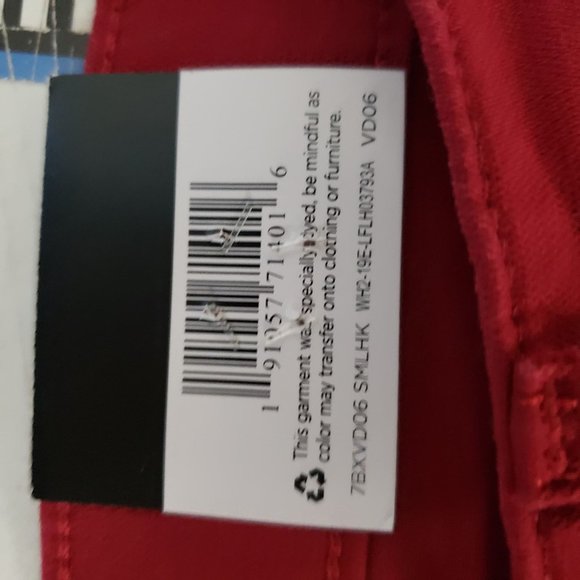 1 91057 71401 6
This garment was specially dyed, be mindful as
color may transfer onto clothing or furniture.
7BXVD06 SMLHK WH2-19E-LFLH03793A VD06